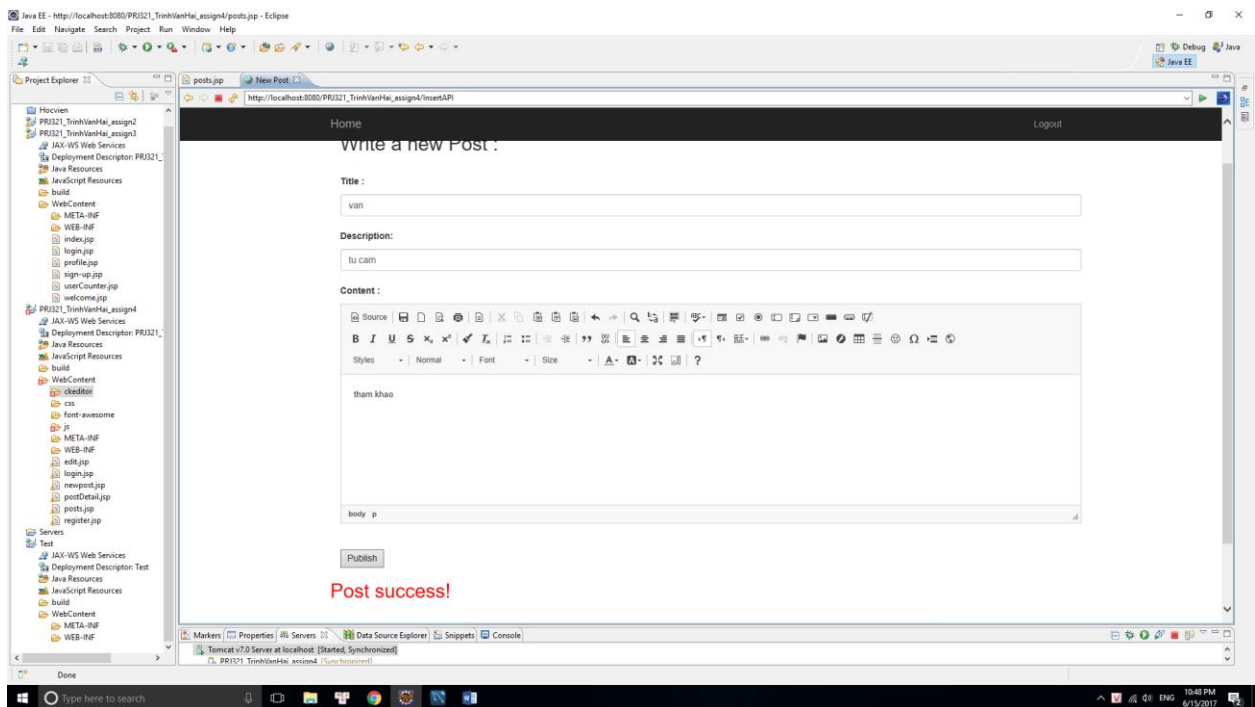 Java EE - http://localhost:8080/PRJ321_TrinhVanHai_assign4/posts.jsp - Eclipse
File Edit Navigate Search Project Run Window Help
Debug Java
Java EE
Project Explorer
posts.jsp New Post
http://localhost:8080/PRJ321_TrinhVanHai_assign4/InsertAPI
Hocvien
PRJ321_TrinhVanHai_assign2
PRJ321_TrinhVanHai_assign3
JAX-WS Web Services
Deployment Descriptor: PRJ321_
Java Resources
JavaScript Resources
build
WebContent
META-INF
WEB-INF
index.jsp
login.jsp
profile.jsp
sign-up.jsp
userCounter.jsp
welcome.jsp
PRJ321_TrinhVanHai_assign4
JAX-WS Web Services
Deployment Descriptor: PRJ321_
Java Resources
JavaScript Resources
build
WebContent
ckeditor
css
font-awesome
js
META-INF
WEB-INF
edit.jsp
login.jsp
newpost.jsp
postDetail.jsp
posts.jsp
register.jsp
Servers
Test
JAX-WS Web Services
Deployment Descriptor: Test
Java Resources
JavaScript Resources
build
WebContent
META-INF
WEB-INF
Home Logout
Write a new Post :
Title :
van
Description:
tu cam
Content :
Source
B I U S x₂ x² Ix
Styles Normal Font Size A A ?
tham khao
body p
Publish
Post success!
Markers Properties Servers Data Source Explorer Snippets Console
Tomcat v7.0 Server at localhost [Started, Synchronized]
PRJ321_TrinhVanHai_assign4 [Synchronized]
Done
Type here to search
ENG 10:48 PM
6/15/2017